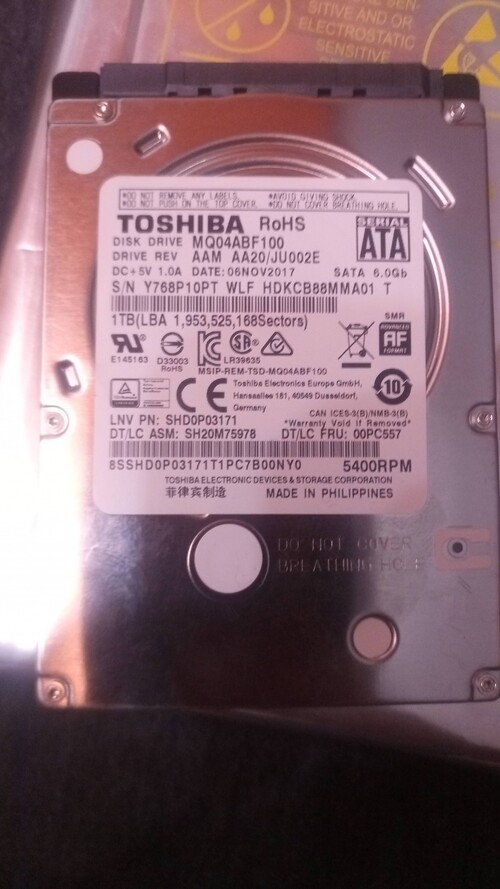 SITIVE AND OR
ELECTROSTATIC
SENSITIVE
*DO NOT REMOVE ANY LABELS. *AVOID GIVING SHOCK.
*DO NOT PUSH ON THE TOP COVER. *DO NOT COVER BREATHING HOLE.
TOSHIBA RoHS
SERIAL
ATA
DISK DRIVE MQ04ABF100
DRIVE REV AAM AA20/JU002E
DC+5V 1.0A DATE:06NOV2017 SATA 6.0Gb
S/N Y768P10PT WLF HDKCB88MMA01 T
1TB(LBA 1,953,525,168Sectors)
SMR
ADVANCED
AF
FORMAT
E145163 D33003 LR39635
RoHS
MSIP-REM-TSD-MQ04ABF100
CE
Toshiba Electronics Europe GmbH,
Hansaallee 181, 40549 Dusseldorf,
Germany
10
CAN ICES-3(B)/NMB-3(B)
LNV PN: SHD0P03171 *Warranty Void if Removed*
DT/LC ASM: SH20M75978 DT/LC FRU: 00PC557
8SSHD0P03171T1PC7B00NY0 5400RPM
TOSHIBA ELECTRONIC DEVICES & STORAGE CORPORATION
菲律宾制造 MADE IN PHILIPPINES
DO NOT COVER
BREATHING HOLE